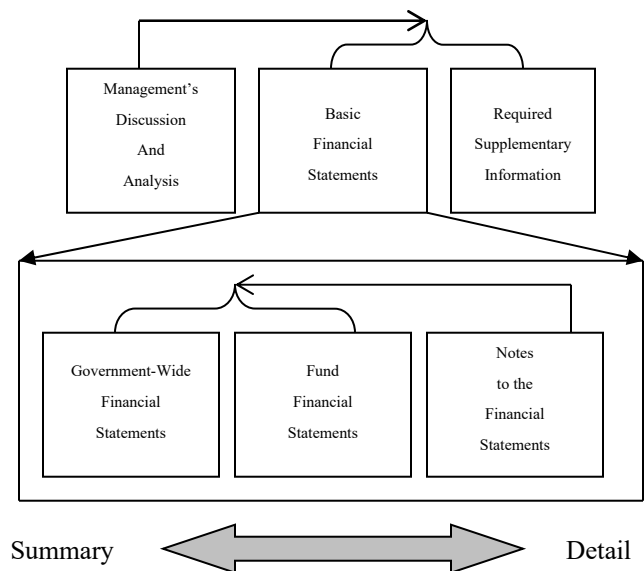 Management’s
Discussion
And
Analysis
Basic
Financial
Statements
Required
Supplementary
Information
Government-Wide
Financial
Statements
Fund
Financial
Statements
Notes
to the
Financial
Statements
Summary
Detail